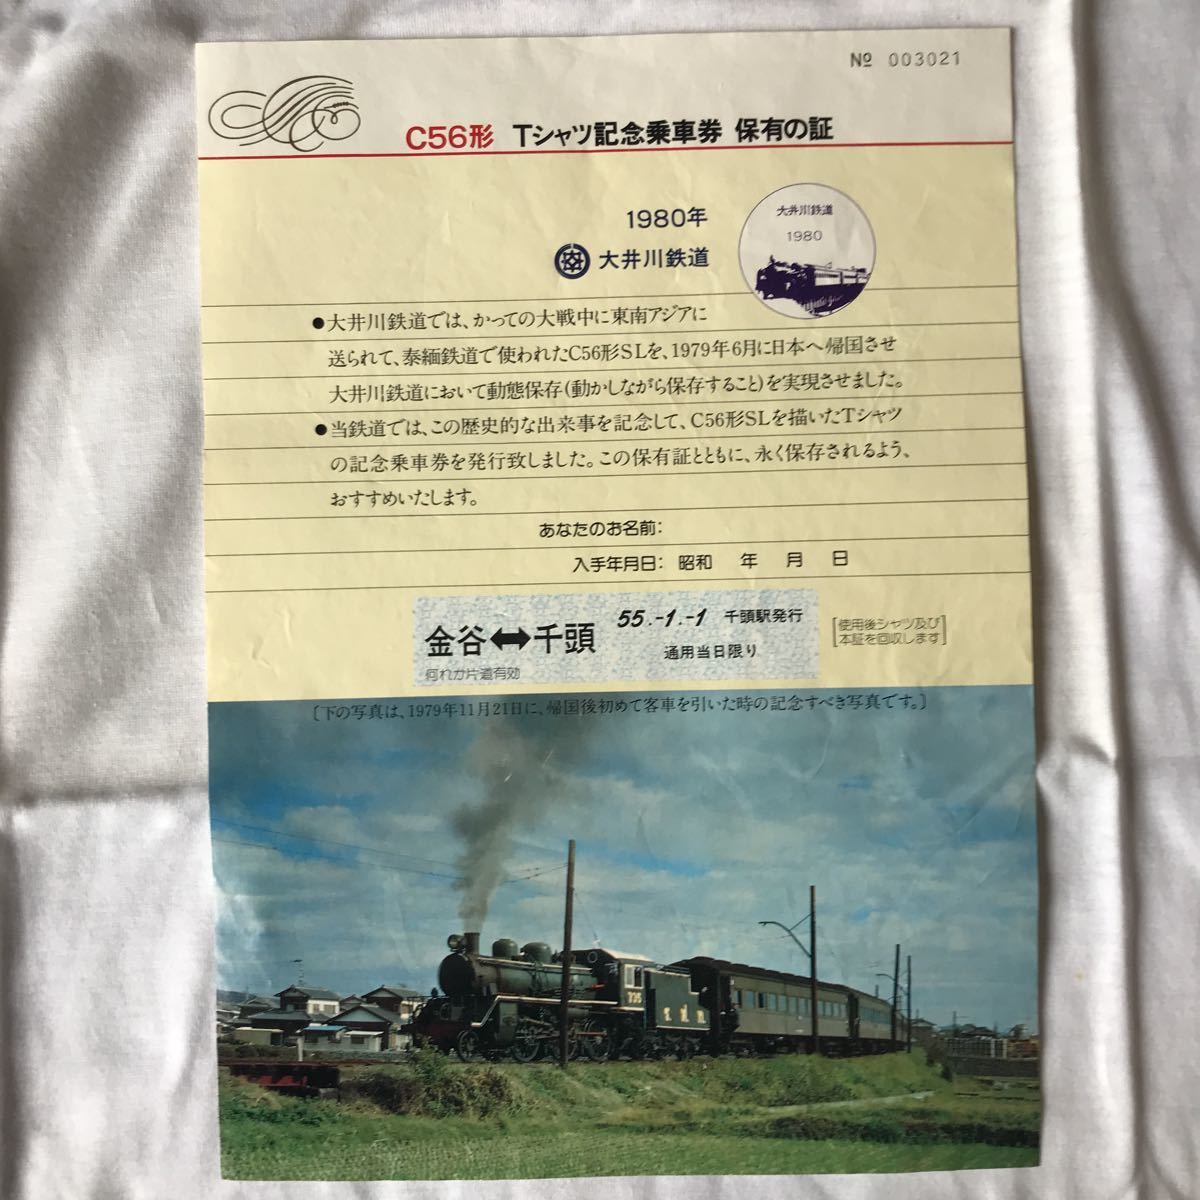 № 003021
C56形 Tシャツ記念乗車券 保有の証
1980年
大井川鉄道
大井川鉄道
1980
●大井川鉄道では、かっての大戦中に東南アジアに
送られて、泰緬鉄道で使われたC56形SLを、1979年6月に日本へ帰国させ
大井川鉄道において動態保存(動かしながら保存すること)を実現させました。
●当鉄道では、この歴史的な出来事を記念して、C56形SLを描いたTシャツ
の記念乗車券を発行致しました。この保有証とともに、永く保存されるよう、
おすすめいたします。
あなたのお名前:
入手年月日: 昭和 年 月 日
金谷↔千頭
何れか片道有効
55.-1.-1 千頭駅発行
通用当日限り
[使用後シャツ及び
本証を回収します]
〔下の写真は、1979年11月21日に、帰国後初めて客車を引いた時の記念すべき写真です。〕
735